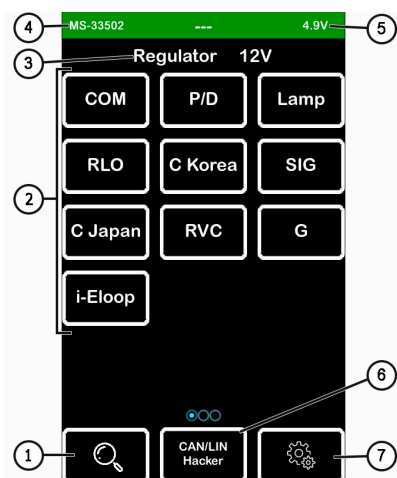 4 MS-33502 --- 4.9V 5
3 Regulator 12V
COM P/D Lamp
RLO C Korea SIG
2
C Japan RVC G
i-Eloop
6
1 CAN/LIN 7
Hacker